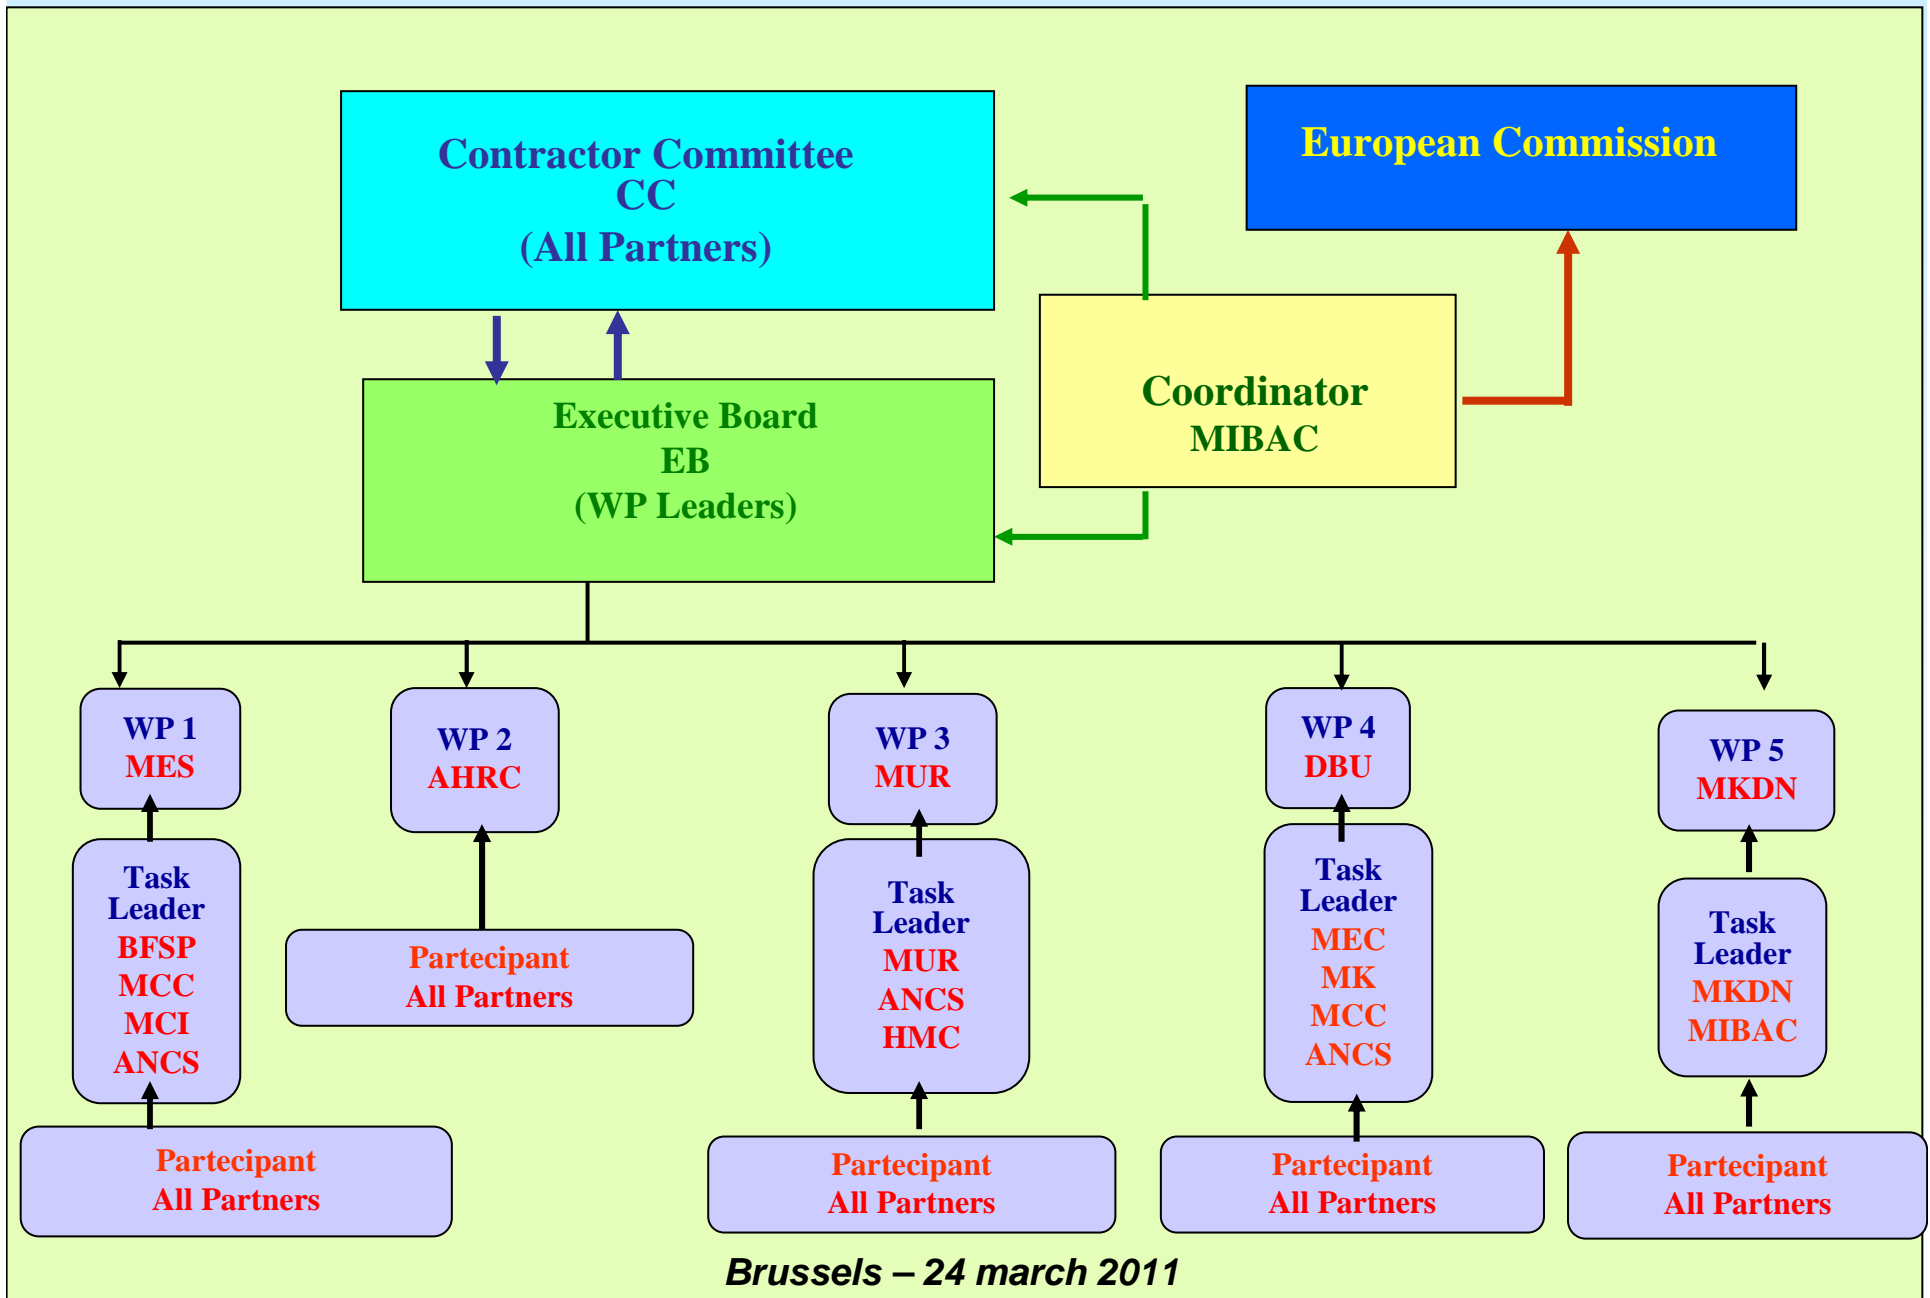 Contractor Committee
CC
(All Partners)
European Commission
Coordinator
MIBAC
Executive Board
EB
(WP Leaders)
WP 1
MES
WP 2
AHRC
WP 3
MUR
WP 4
DBU
WP 5
MKDN
Task
Leader
BFSP
MCC
MCI
ANCS
Partecipant
All Partners
Partecipant
All Partners
Task
Leader
MUR
ANCS
HMC
Partecipant
All Partners
Task
Leader
MEC
MK
MCC
ANCS
Partecipant
All Partners
Task
Leader
MKDN
MIBAC
Partecipant
All Partners
Brussels – 24 march 2011